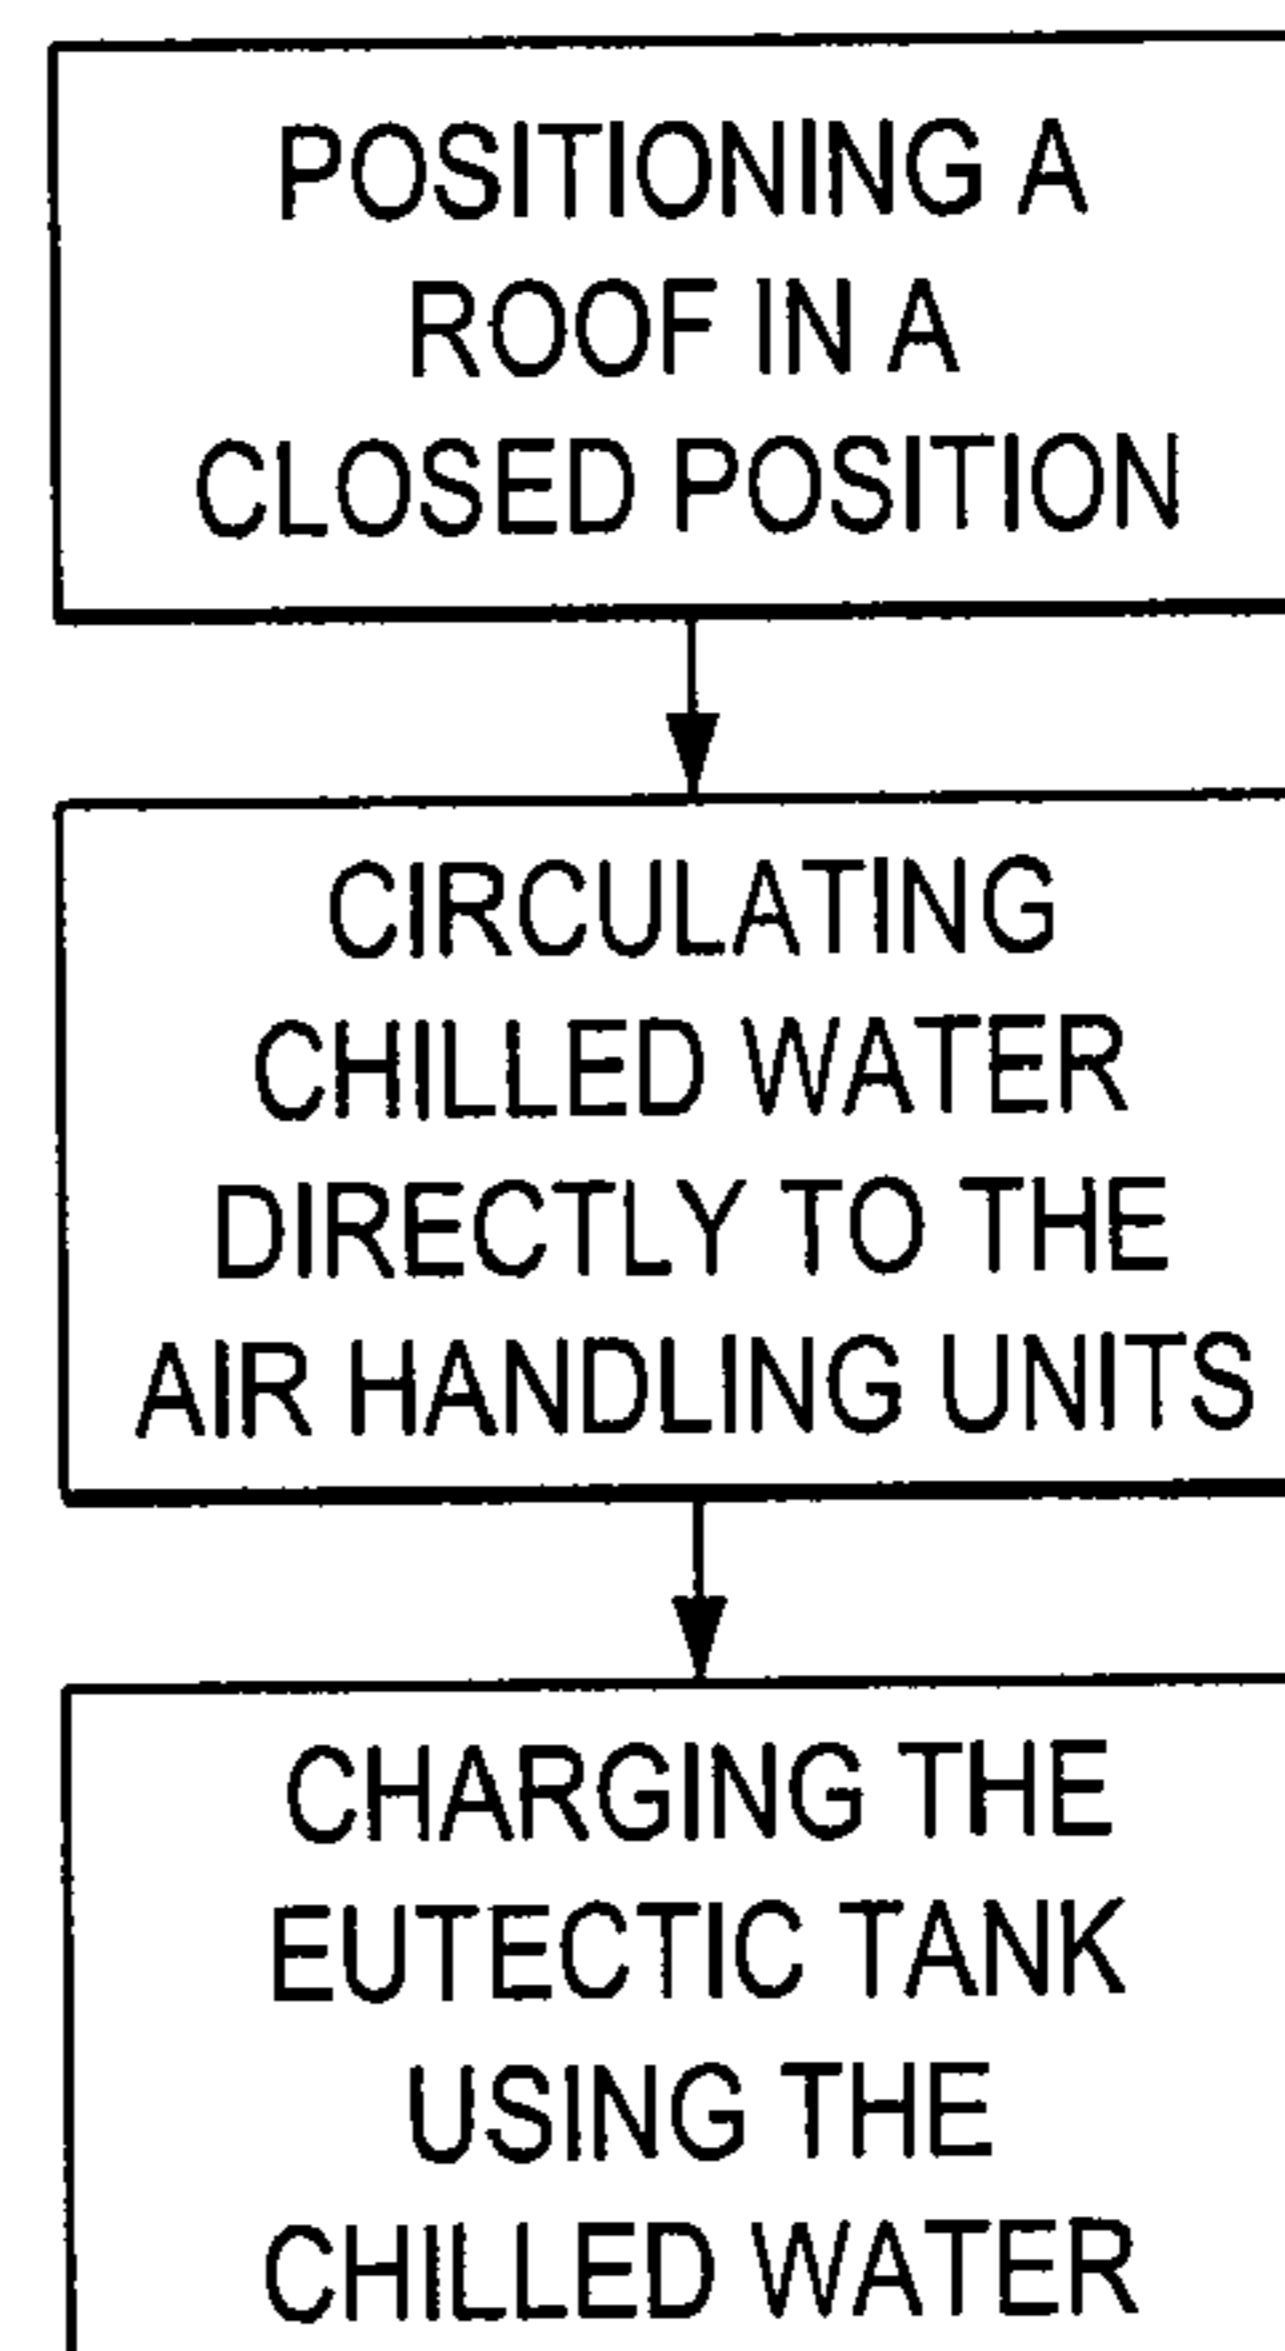 POSITIONING A
ROOF IN A
CLOSED POSITION
CIRCULATING
CHILLED WATER
DIRECTLY TO THE
AIR HANDLING UNITS
CHARGING THE
EUTECTIC TANK
USING THE
CHILLED WATER